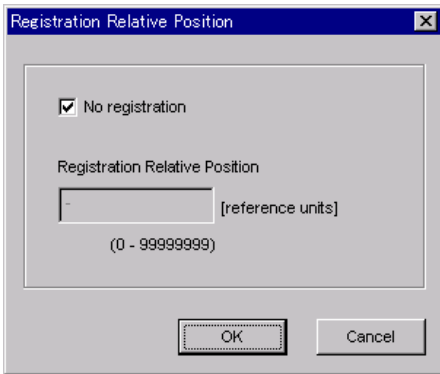 Registration Relative Position
No registration
Registration Relative Position
- [reference units]
(0 - 99999999)
OK Cancel